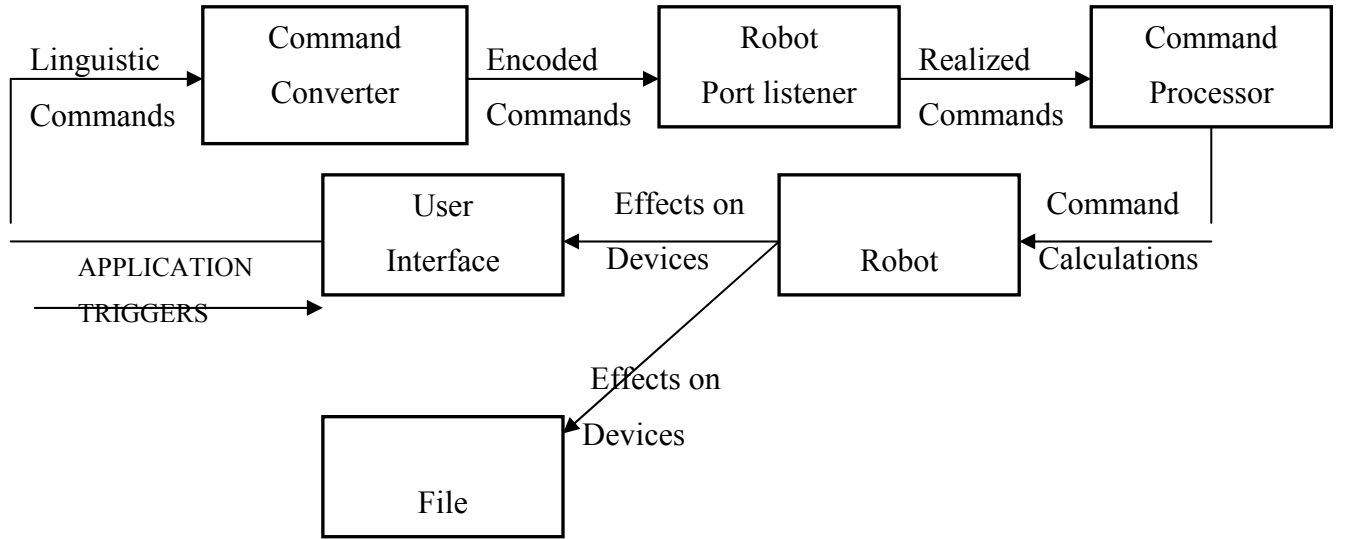 Linguistic
Commands
Command
Converter
Encoded
Commands
Robot
Port listener
Realized
Commands
Command
Processor
APPLICATION
TRIGGERS
User
Interface
Effects on
Devices
Robot
Command
Calculations
Effects on
Devices
File